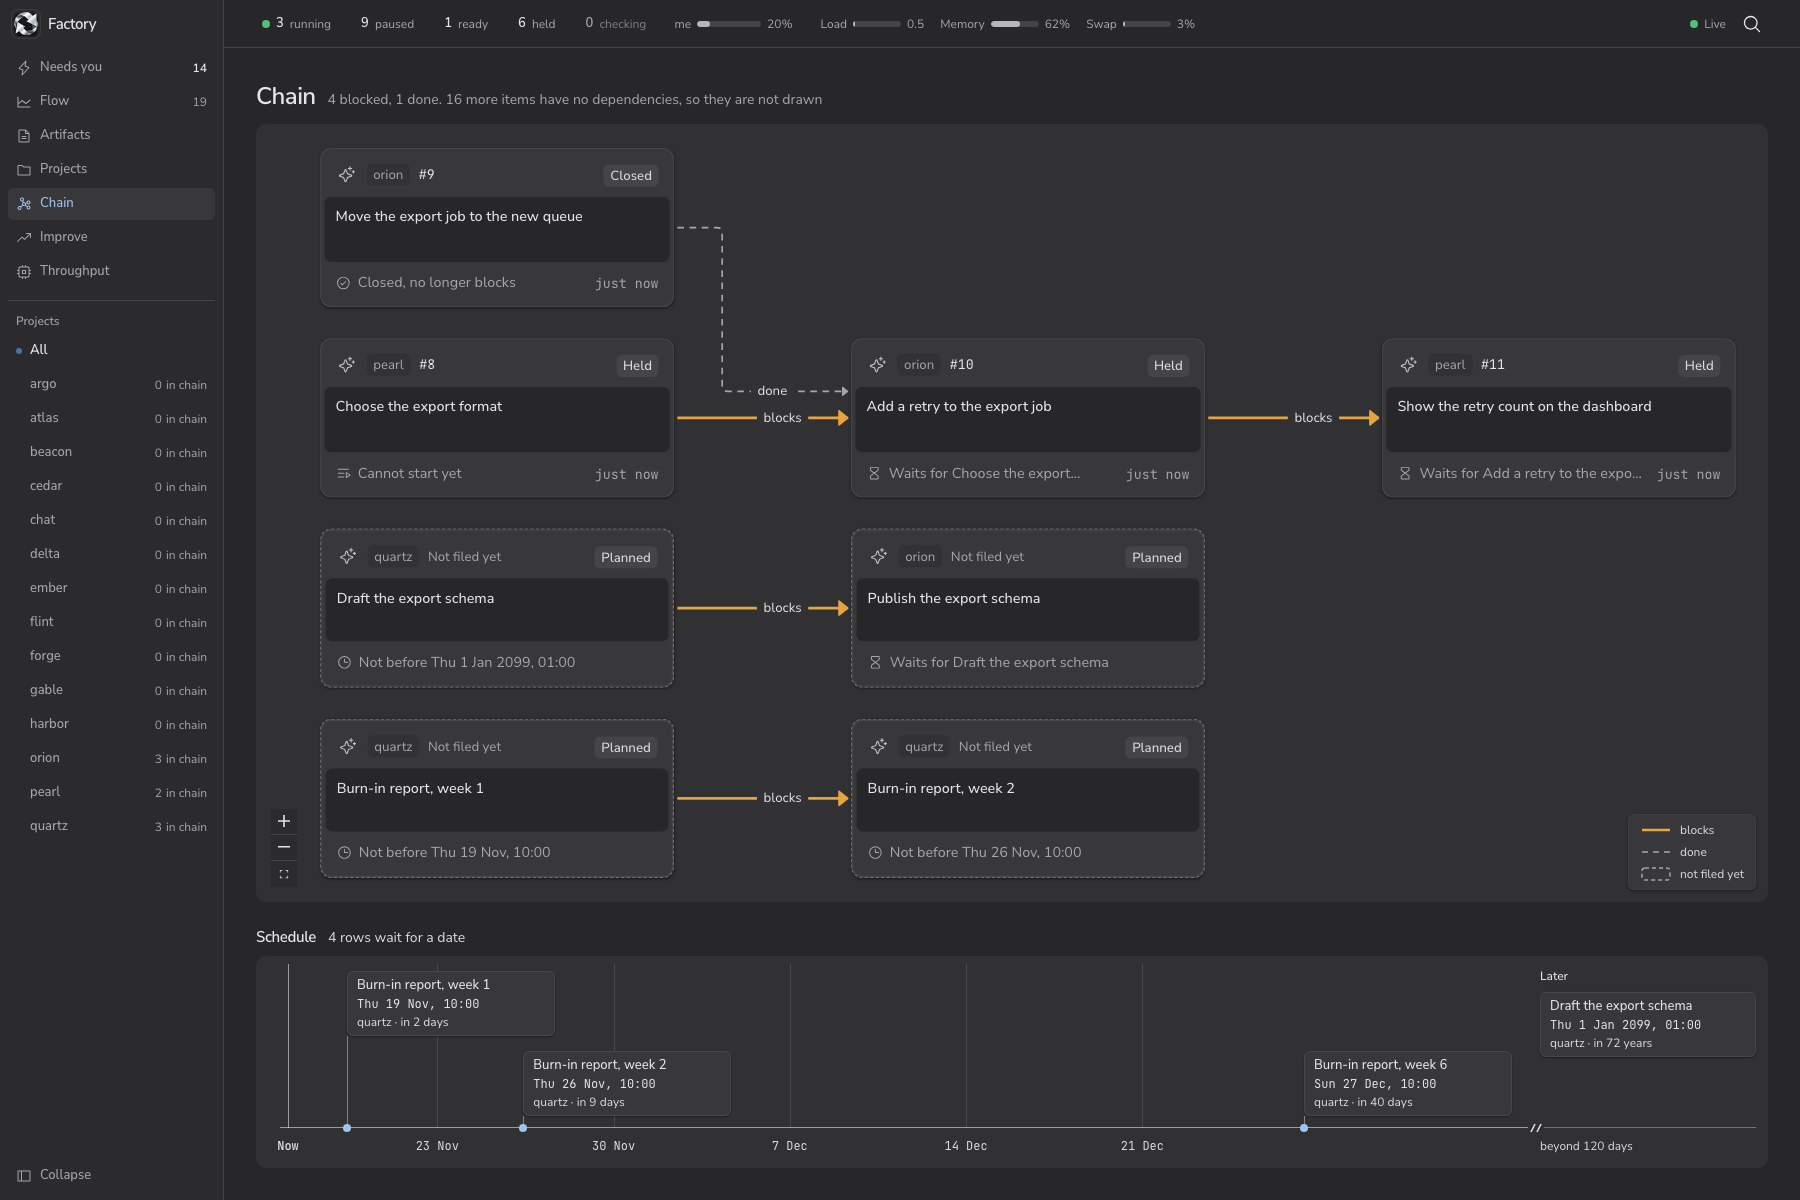 Factory
3 running
9 paused
1 ready
6 held
0 checking
me 20%
Load 0.5
Memory 62%
Swap 3%
Live
Needs you 14
Flow 19
Artifacts
Projects
Chain
Improve
Throughput
Projects
All
argo 0 in chain
atlas 0 in chain
beacon 0 in chain
cedar 0 in chain
chat 0 in chain
delta 0 in chain
ember 0 in chain
flint 0 in chain
forge 0 in chain
gable 0 in chain
harbor 0 in chain
orion 3 in chain
pearl 2 in chain
quartz 3 in chain
Collapse
Chain 4 blocked, 1 done. 16 more items have no dependencies, so they are not drawn
orion #9 Closed
Move the export job to the new queue
Closed, no longer blocks just now
done
pearl #8 Held
Choose the export format
Cannot start yet just now
blocks
orion #10 Held
Add a retry to the export job
Waits for Choose the export... just now
blocks
pearl #11 Held
Show the retry count on the dashboard
Waits for Add a retry to the expo... just now
quartz Not filed yet Planned
Draft the export schema
Not before Thu 1 Jan 2099, 01:00
blocks
orion Not filed yet Planned
Publish the export schema
Waits for Draft the export schema
quartz Not filed yet Planned
Burn-in report, week 1
Not before Thu 19 Nov, 10:00
blocks
quartz Not filed yet Planned
Burn-in report, week 2
Not before Thu 26 Nov, 10:00
blocks
done
not filed yet
Schedule 4 rows wait for a date
Burn-in report, week 1
Thu 19 Nov, 10:00
quartz · in 2 days
Burn-in report, week 2
Thu 26 Nov, 10:00
quartz · in 9 days
Burn-in report, week 6
Sun 27 Dec, 10:00
quartz · in 40 days
Later
Draft the export schema
Thu 1 Jan 2099, 01:00
quartz · in 72 years
Now 23 Nov 30 Nov 7 Dec 14 Dec 21 Dec beyond 120 days